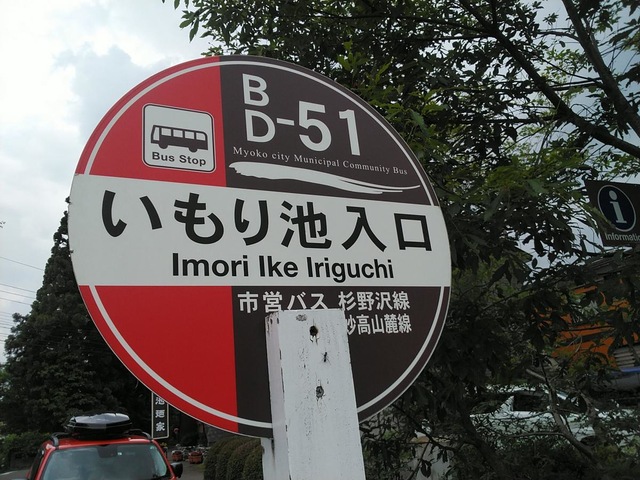 B
D-51
Bus Stop
Myoko city Municipal Community Bus
いもり池入口
Imori Ike Iriguchi
市営バス 杉野沢線
妙高山麓線
i